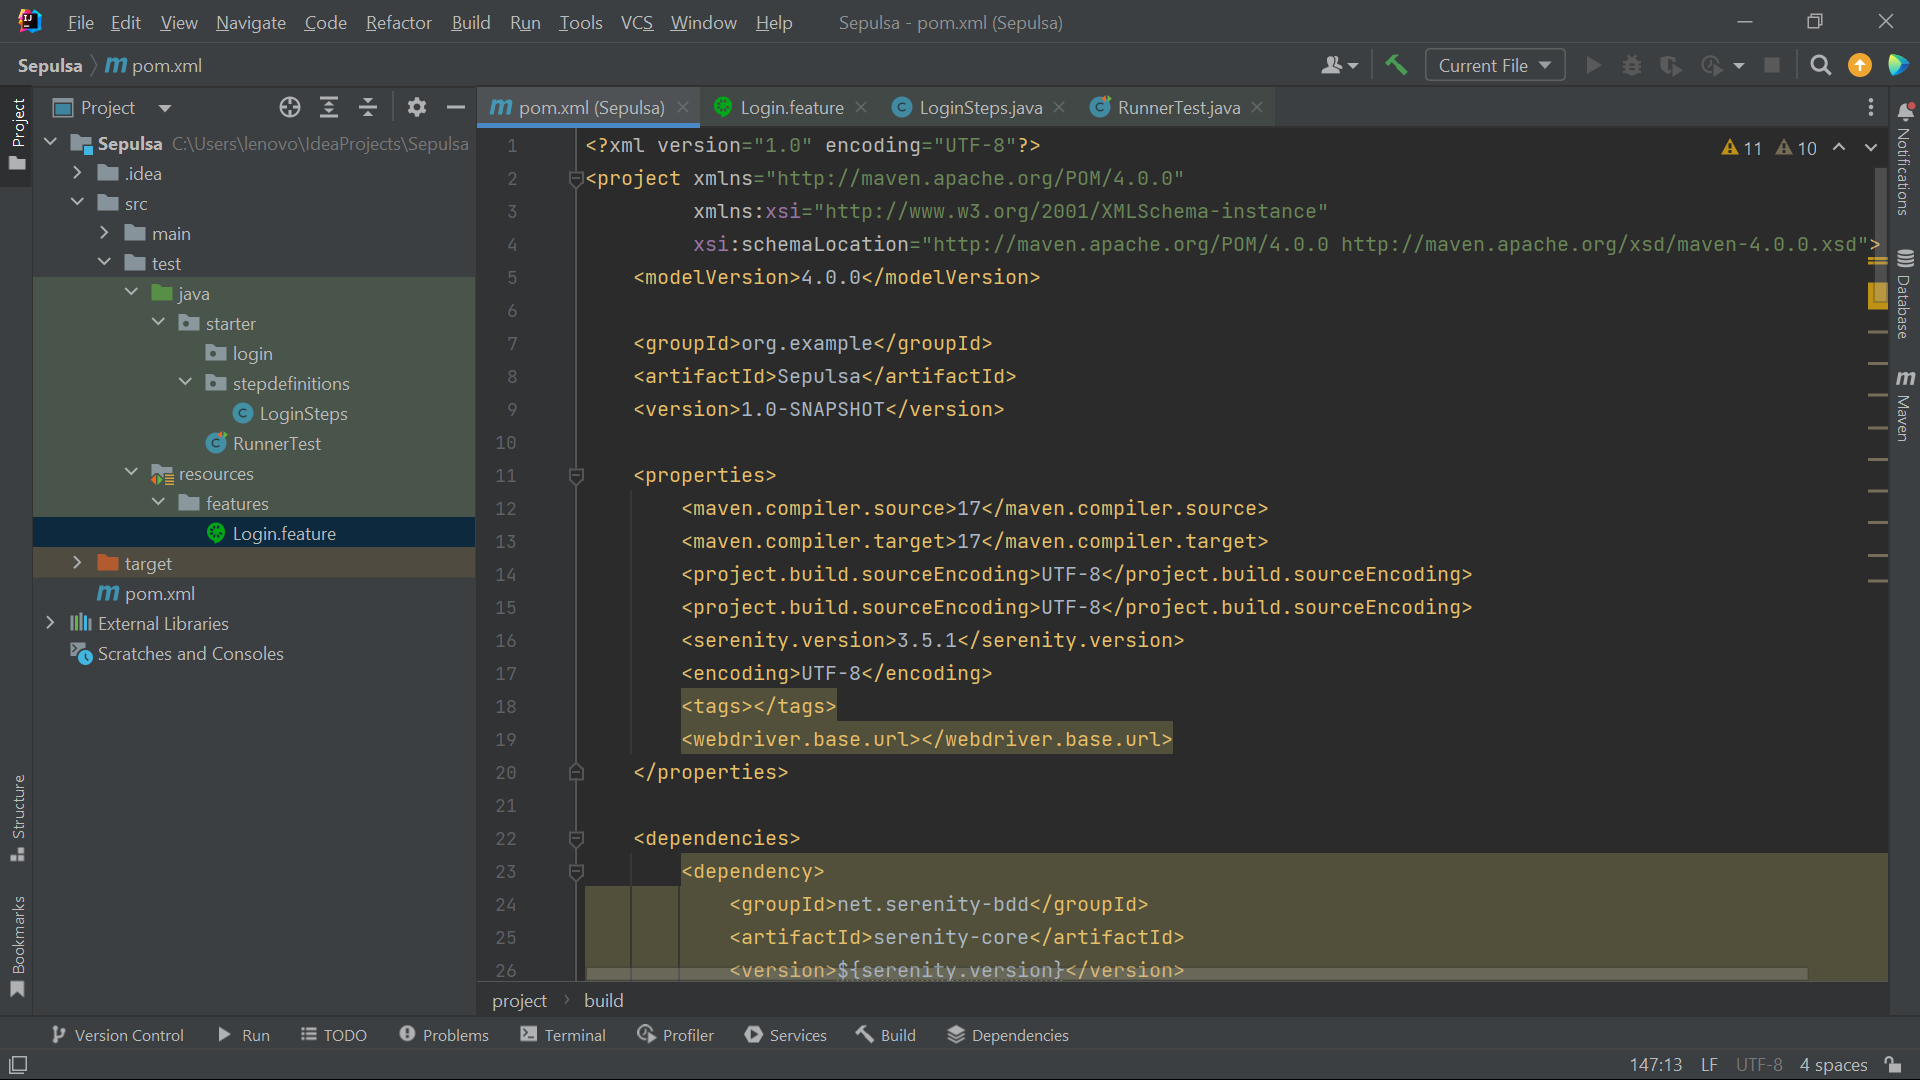 File Edit View Navigate Code Refactor Build Run Tools VCS Window Help Sepulsa - pom.xml (Sepulsa)
Sepulsa m pom.xml Current File
Project pom.xml (Sepulsa) Login.feature LoginSteps.java RunnerTest.java
Project
Sepulsa C:\Users\lenovo\IdeaProjects\Sepulsa
.idea
src
main
test
java
starter
login
stepdefinitions
LoginSteps
RunnerTest
resources
features
Login.feature
target
pom.xml
External Libraries
Scratches and Consoles
Structure
Bookmarks
11 10
1 <?xml version="1.0" encoding="UTF-8"?>
2 <project xmlns="http://maven.apache.org/POM/4.0.0"
3 xmlns:xsi="http://www.w3.org/2001/XMLSchema-instance"
4 xsi:schemaLocation="http://maven.apache.org/POM/4.0.0 http://maven.apache.org/xsd/maven-4.0.0.xsd">
5 <modelVersion>4.0.0</modelVersion>
6
7 <groupId>org.example</groupId>
8 <artifactId>Sepulsa</artifactId>
9 <version>1.0-SNAPSHOT</version>
10
11 <properties>
12 <maven.compiler.source>17</maven.compiler.source>
13 <maven.compiler.target>17</maven.compiler.target>
14 <project.build.sourceEncoding>UTF-8</project.build.sourceEncoding>
15 <project.build.sourceEncoding>UTF-8</project.build.sourceEncoding>
16 <serenity.version>3.5.1</serenity.version>
17 <encoding>UTF-8</encoding>
18 <tags></tags>
19 <webdriver.base.url></webdriver.base.url>
20 </properties>
21
22 <dependencies>
23 <dependency>
24 <groupId>net.serenity-bdd</groupId>
25 <artifactId>serenity-core</artifactId>
26 <version>${serenity.version}</version>
Notifications
Database
Maven
project › build
Version Control Run TODO Problems Terminal Profiler Services Build Dependencies
147:13 LF UTF-8 4 spaces